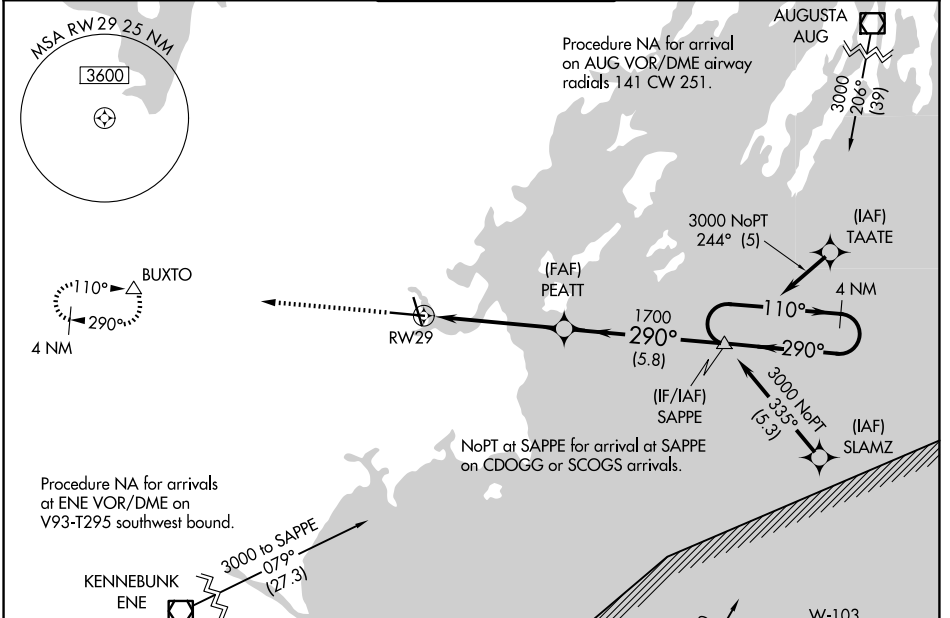 MSA RW29 25 NM
3600
Procedure NA for arrival
on AUG VOR/DME airway
radials 141 CW 251.
AUGUSTA
AUG
3000
206°
(39)
3000 NoPT
244° (5)
(IAF)
TAATE
BUXTO
110°
290°
4 NM
(FAF)
PEATT
RW29
1700
290°
(5.8)
110°
4 NM
290°
(IF/IAF)
SAPPE
3000 NoPT
335°
(5.3)
(IAF)
SLAMZ
NoPT at SAPPE for arrival at SAPPE
on CDOGG or SCOGS arrivals.
Procedure NA for arrivals
at ENE VOR/DME on
V93-T295 southwest bound.
3000 to SAPPE
079°
(27.3)
KENNEBUNK
ENE
W-103